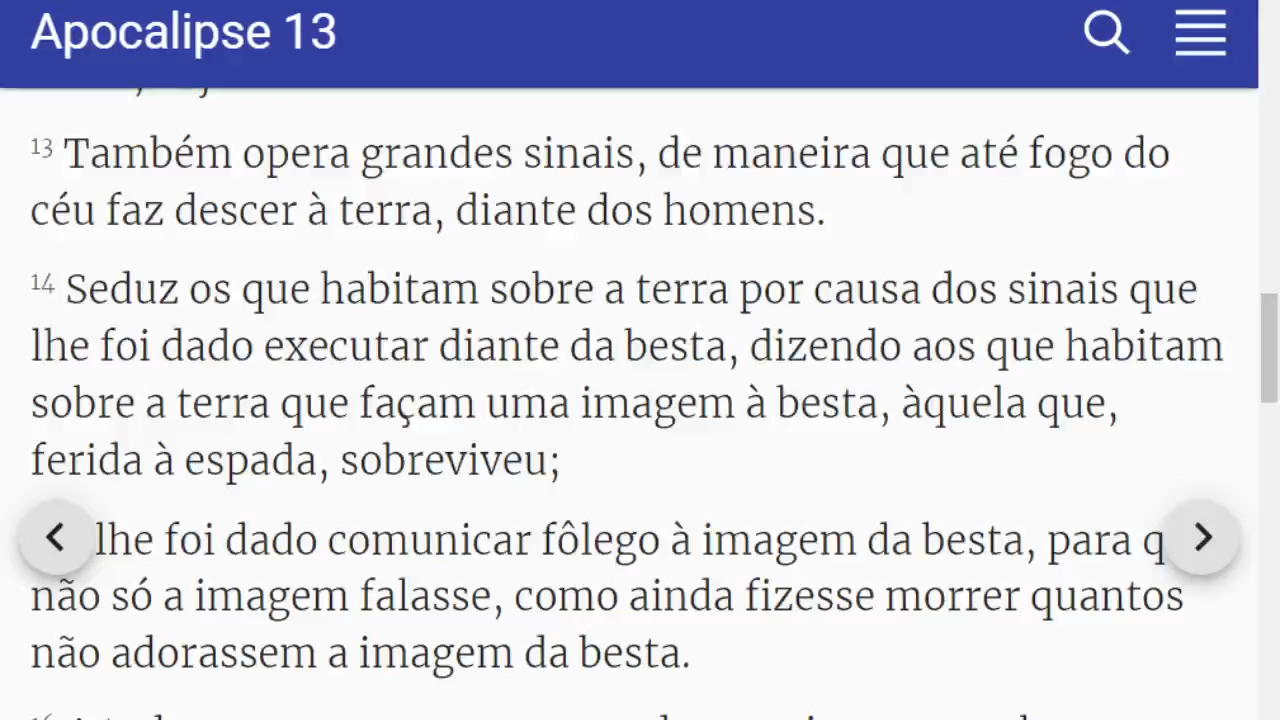 Apocalipse 13
13 Também opera grandes sinais, de maneira que até fogo do
céu faz descer à terra, diante dos homens.
14 Seduz os que habitam sobre a terra por causa dos sinais que
lhe foi dado executar diante da besta, dizendo aos que habitam
sobre a terra que façam uma imagem à besta, àquela que,
ferida à espada, sobreviveu;
lhe foi dado comunicar fôlego à imagem da besta, para q
não só a imagem falasse, como ainda fizesse morrer quantos
não adorassem a imagem da besta.